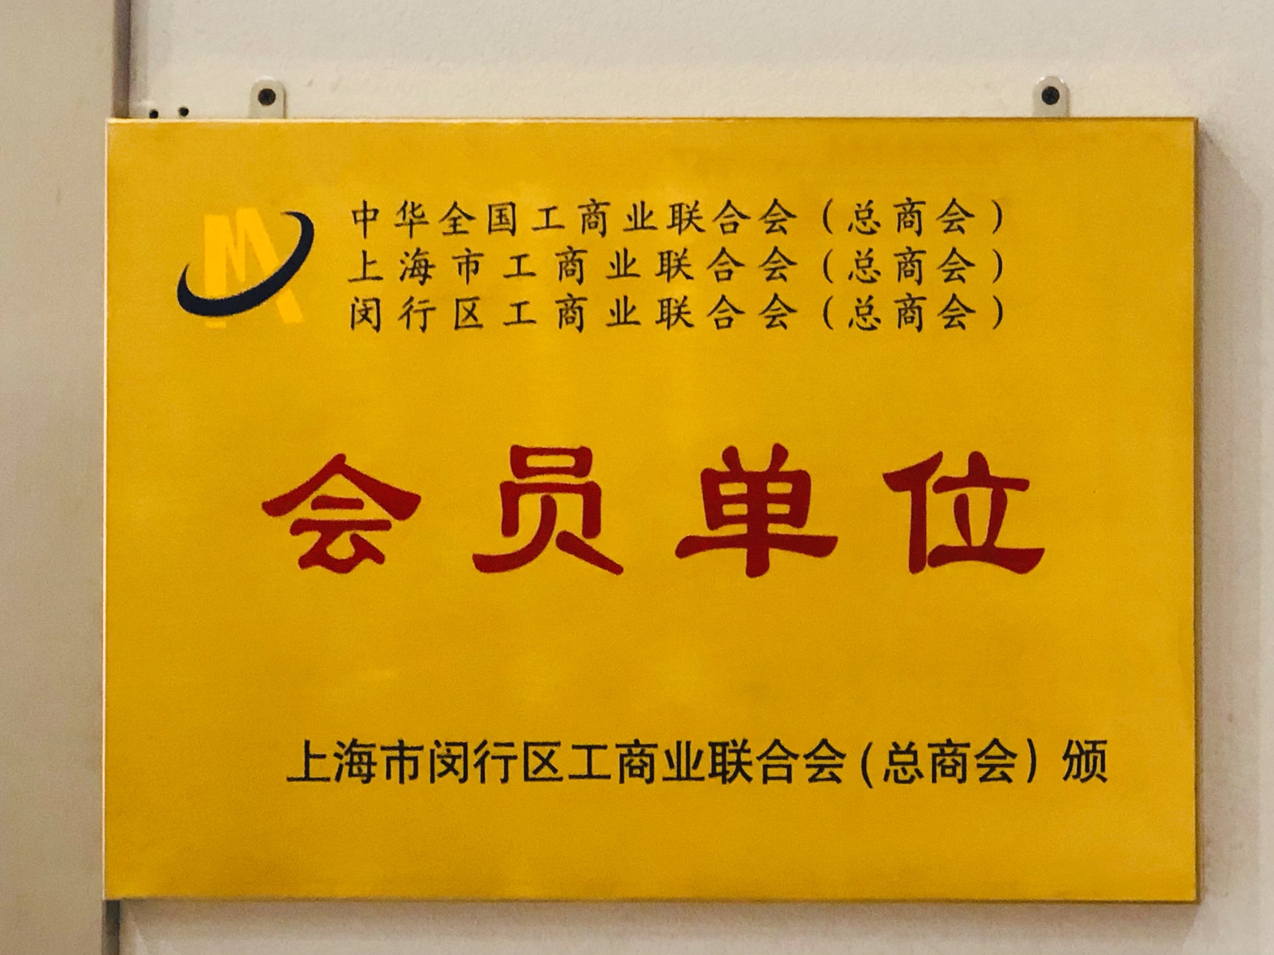 中华全国工商业联合会（总商会）
上海市工商业联合会（总商会）
闵行区工商业联合会（总商会）
会员单位
上海市闵行区工商业联合会（总商会）颁